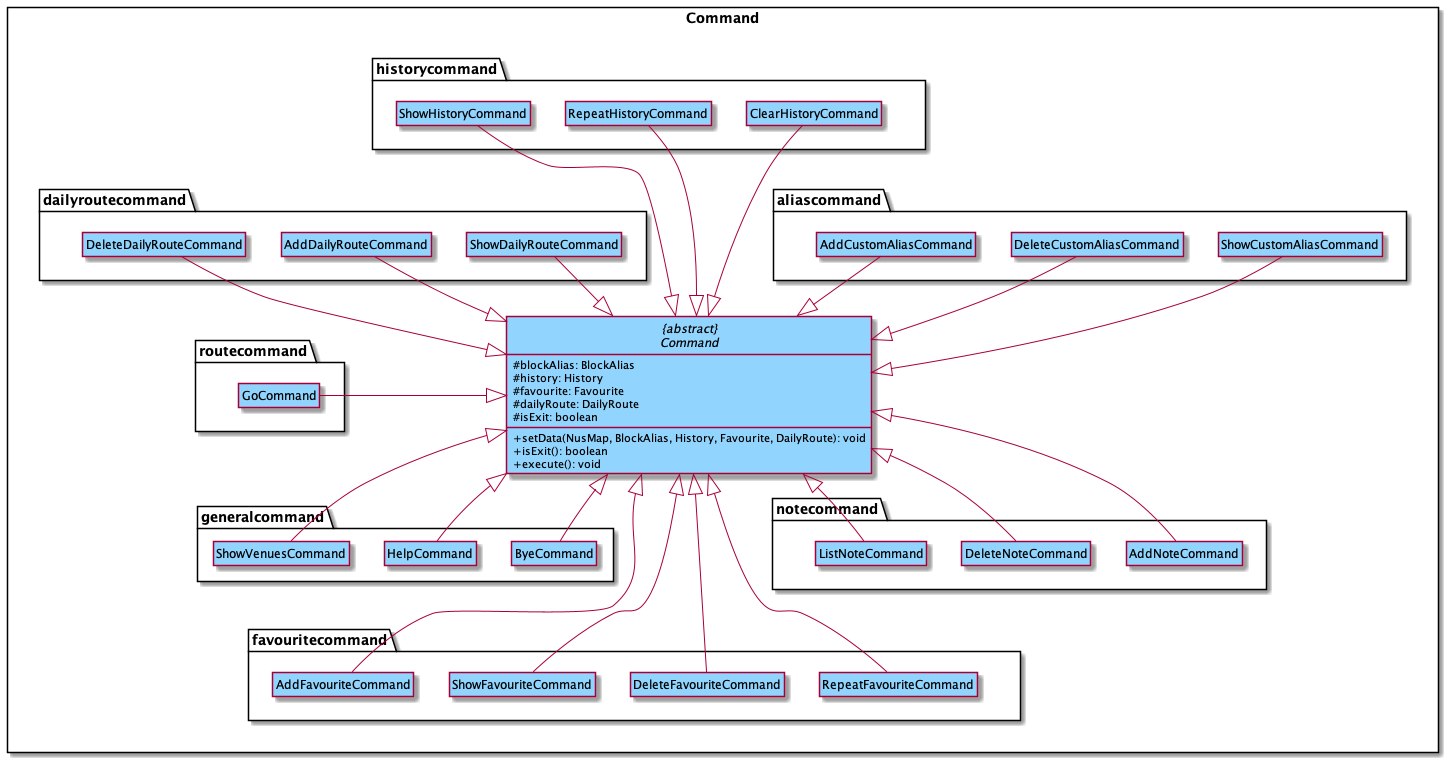 Command
historycommand
ShowHistoryCommand
RepeatHistoryCommand
ClearHistoryCommand
dailyroutecommand
DeleteDailyRouteCommand
AddDailyRouteCommand
ShowDailyRouteCommand
aliascommand
AddCustomAliasCommand
DeleteCustomAliasCommand
ShowCustomAliasCommand
routecommand
GoCommand
{abstract}
Command
#blockAlias: BlockAlias
#history: History
#favourite: Favourite
#dailyRoute: DailyRoute
#isExit: boolean
+setData(NusMap, BlockAlias, History, Favourite, DailyRoute): void
+isExit(): boolean
+execute(): void
generalcommand
ShowVenuesCommand
HelpCommand
ByeCommand
notecommand
ListNoteCommand
DeleteNoteCommand
AddNoteCommand
favouritecommand
AddFavouriteCommand
ShowFavouriteCommand
DeleteFavouriteCommand
RepeatFavouriteCommand